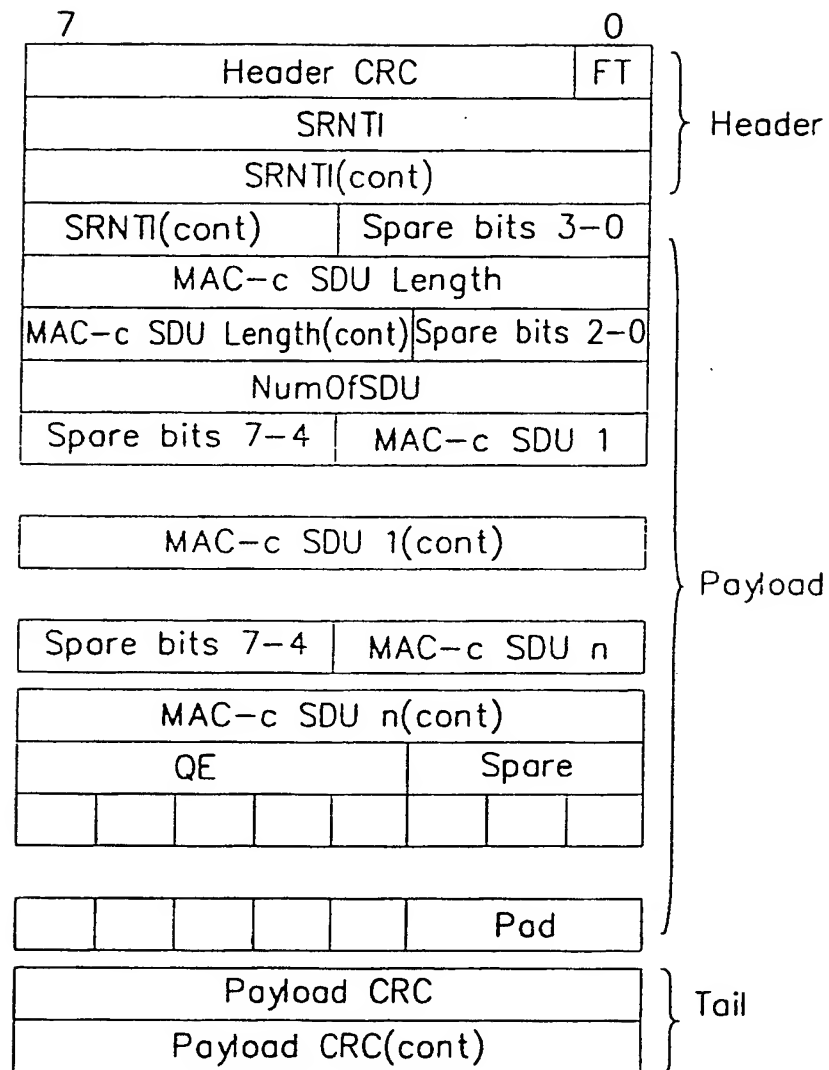 7 0
Header CRC FT
SRNTI
Header
SRNTI(cont)
SRNTI(cont) Spare bits 3-0
MAC-c SDU Length
MAC-c SDU Length(cont) Spare bits 2-0
NumOfSDU
Spare bits 7-4 MAC-c SDU 1
MAC-c SDU 1(cont)
Payload
Spare bits 7-4 MAC-c SDU n
MAC-c SDU n(cont)
QE Spare
Pad
Payload CRC
Tail
Payload CRC(cont)